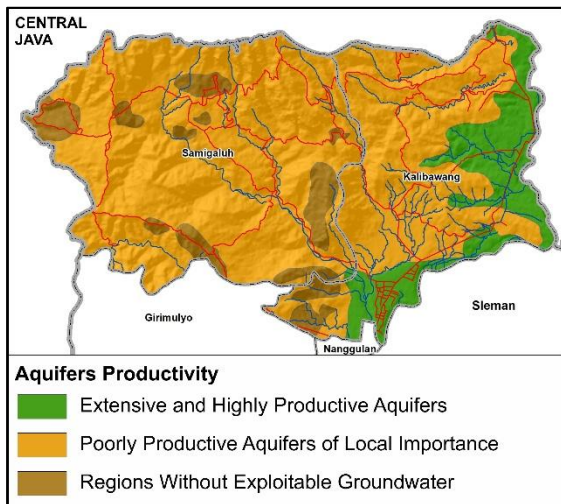 CENTRAL
JAVA
Samigaluh
Kalibawang
Girimulyo
Sleman
Nanggulan
Aquifers Productivity
Extensive and Highly Productive Aquifers
Poorly Productive Aquifers of Local Importance
Regions Without Exploitable Groundwater